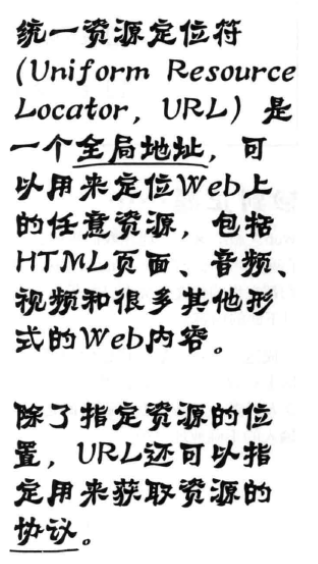 统一资源定位符
(Uniform Resource
Locator, URL) 是
一个全局地址，可
以用来定位Web上
的任意资源，包括
HTML页面、音频、
视频和很多其他形
式的Web内容。
除了指定资源的位
置，URL还可以指
定用来获取资源的
协议。